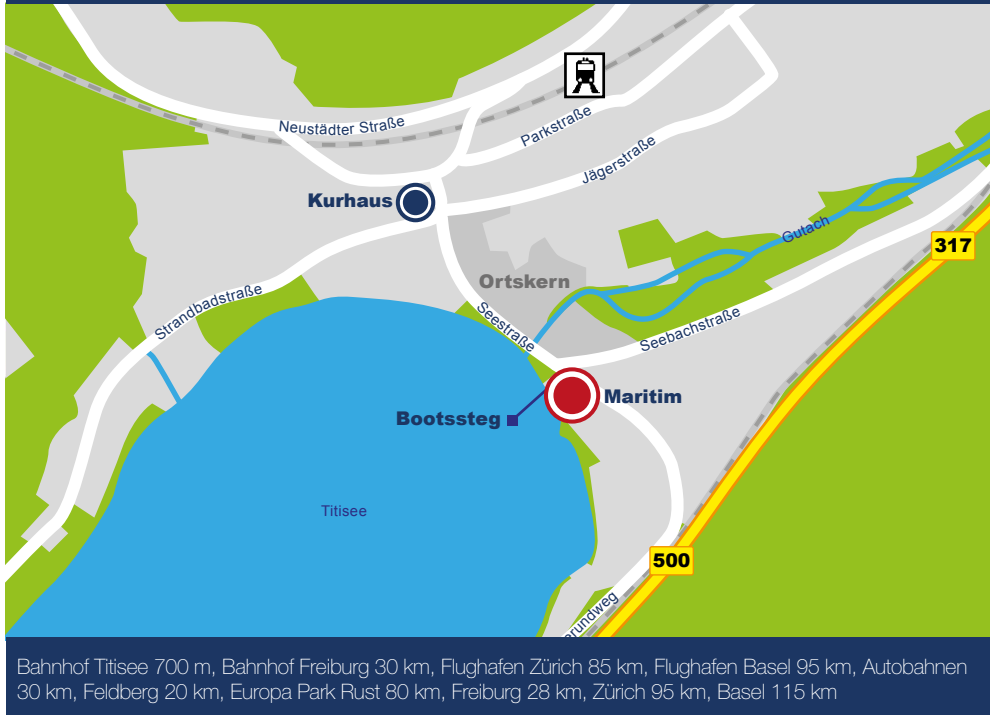 Neustädter Straße
Parkstraße
Jägerstraße
Kurhaus
Gutach
317
Ortskern
Strandbadstraße
Seestraße
Seebachstraße
Maritim
Bootssteg
Titisee
500
Bahnhof Titisee 700 m, Bahnhof Freiburg 30 km, Flughafen Zürich 85 km, Flughafen Basel 95 km, Autobahnen
30 km, Feldberg 20 km, Europa Park Rust 80 km, Freiburg 28 km, Zürich 95 km, Basel 115 km